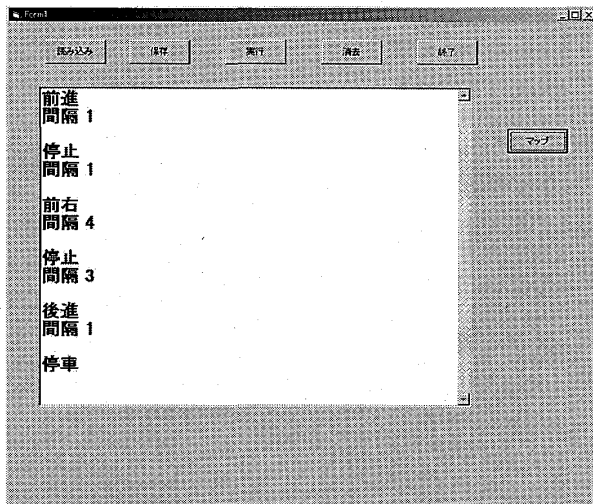 Form1
読み込み
保存
実行
消去
終了
マップ
前進
間隔 1
停止
間隔 1
前右
間隔 4
停止
間隔 3
後進
間隔 1
停車